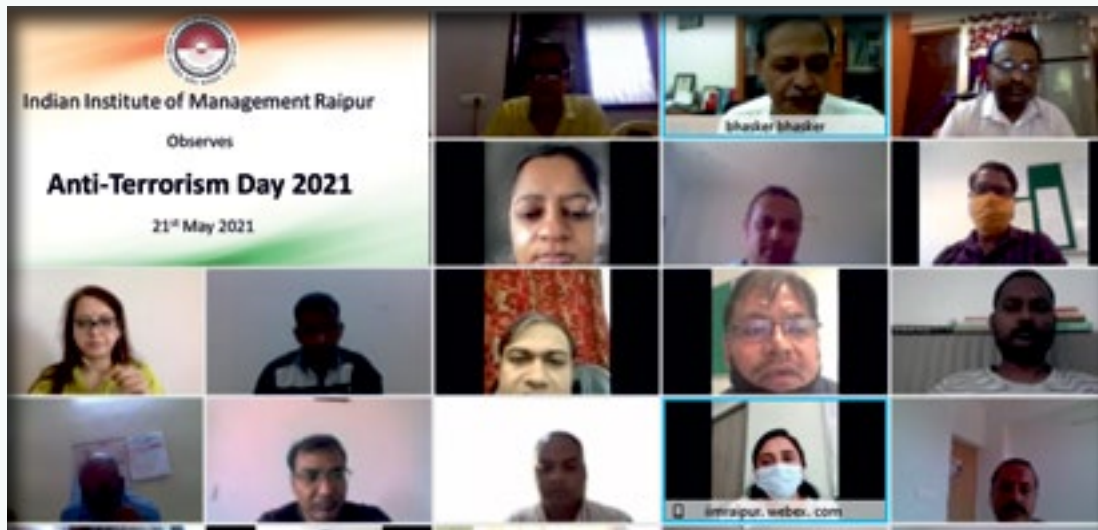 Indian Institute of Management Raipur
Observes
Anti-Terrorism Day 2021
21st May 2021
bhasker bhasker
iimraipur. webex. com